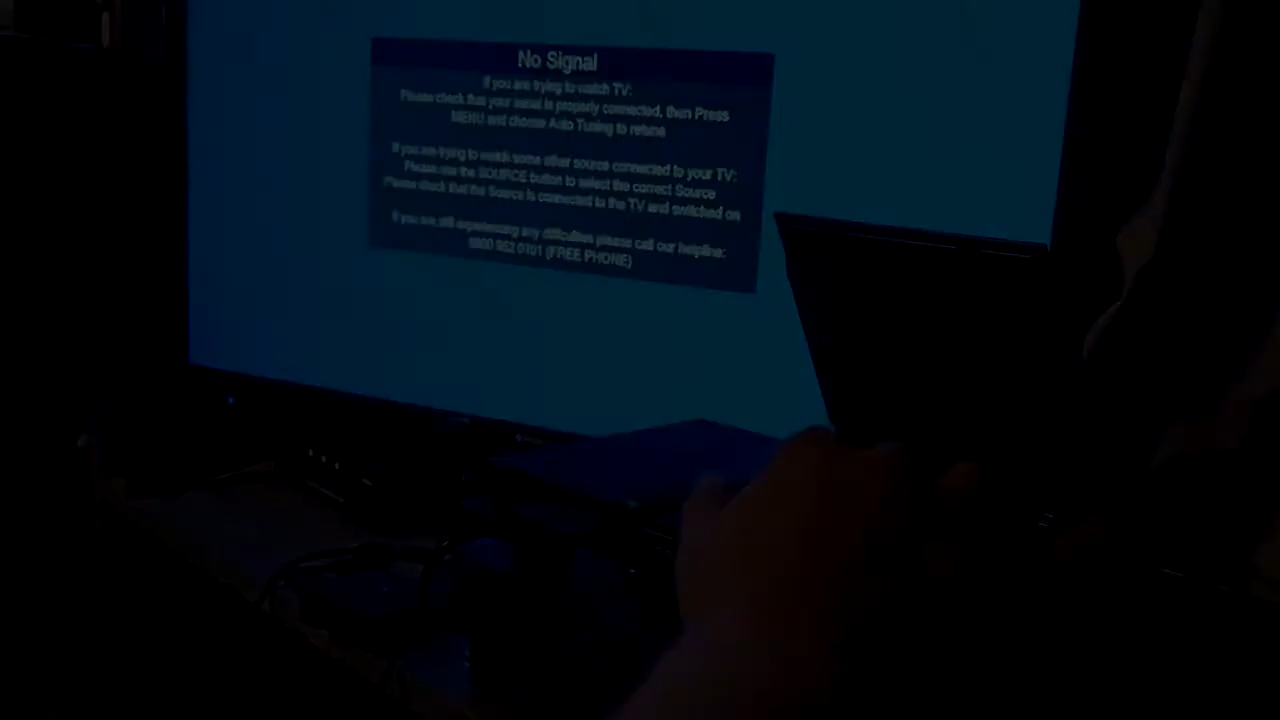 No Signal
If you are trying to watch TV:
Please check that your aerial is properly connected, then Press
MENU and choose Auto Tuning to retune
If you are trying to watch some other source connected to your TV:
Please use the SOURCE button to select the correct Source
Please check that the Source is connected to the TV and switched on
If you are still experiencing any difficulties please call our helpline:
0800 952 0101 (FREE PHONE)